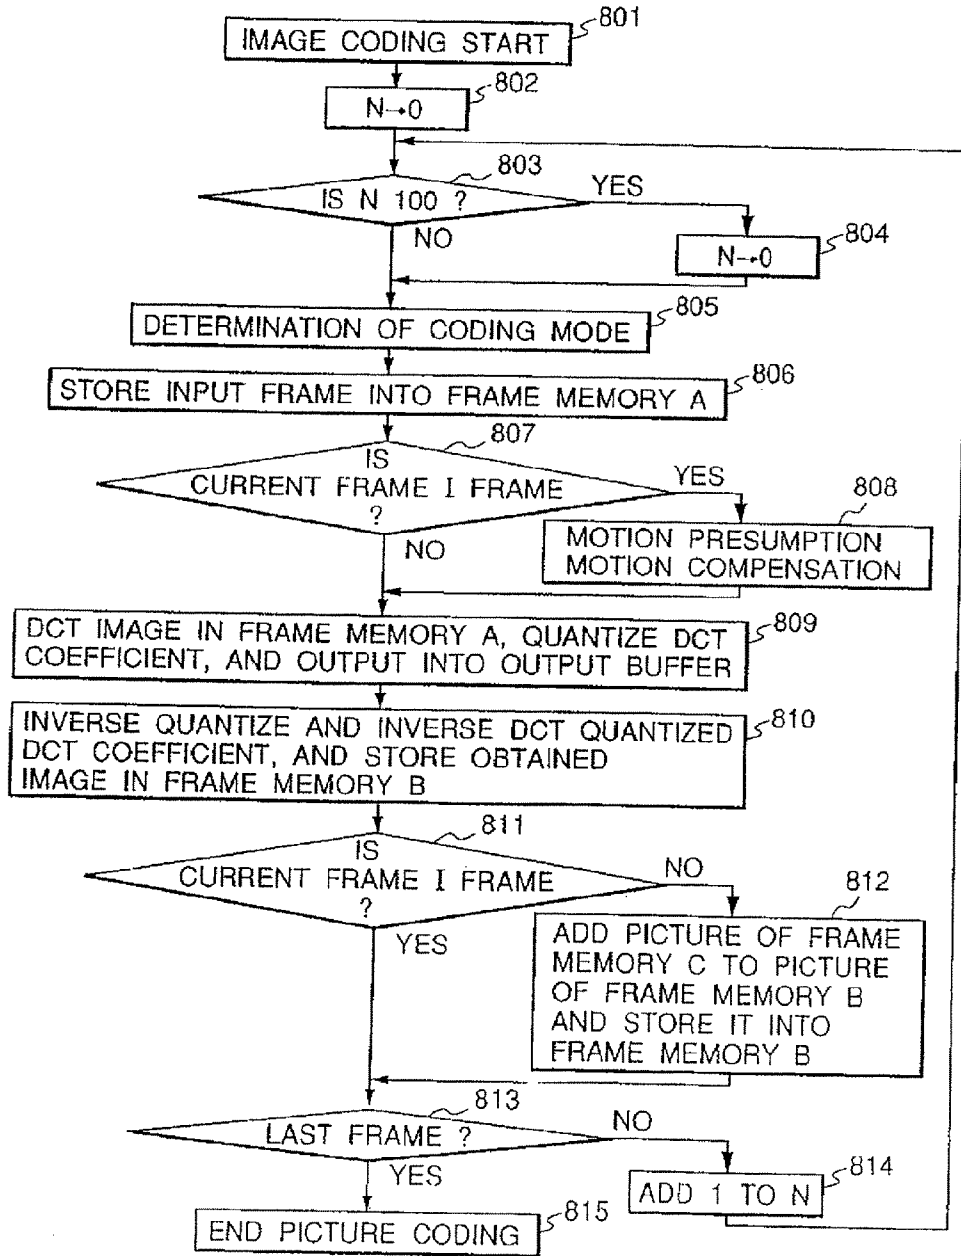 801
IMAGE CODING START
802
N→0
803
IS N 100 ?
YES
NO
804
N→0
805
DETERMINATION OF CODING MODE
806
STORE INPUT FRAME INTO FRAME MEMORY A
807
IS
CURRENT FRAME I FRAME
?
YES
NO
808
MOTION PRESUMPTION
MOTION COMPENSATION
809
DCT IMAGE IN FRAME MEMORY A, QUANTIZE DCT
COEFFICIENT, AND OUTPUT INTO OUTPUT BUFFER
810
INVERSE QUANTIZE AND INVERSE DCT QUANTIZED
DCT COEFFICIENT, AND STORE OBTAINED
IMAGE IN FRAME MEMORY B
811
IS
CURRENT FRAME I FRAME
?
NO
YES
812
ADD PICTURE OF FRAME
MEMORY C TO PICTURE
OF FRAME MEMORY B
AND STORE IT INTO
FRAME MEMORY B
813
LAST FRAME ?
NO
YES
814
ADD 1 TO N
815
END PICTURE CODING